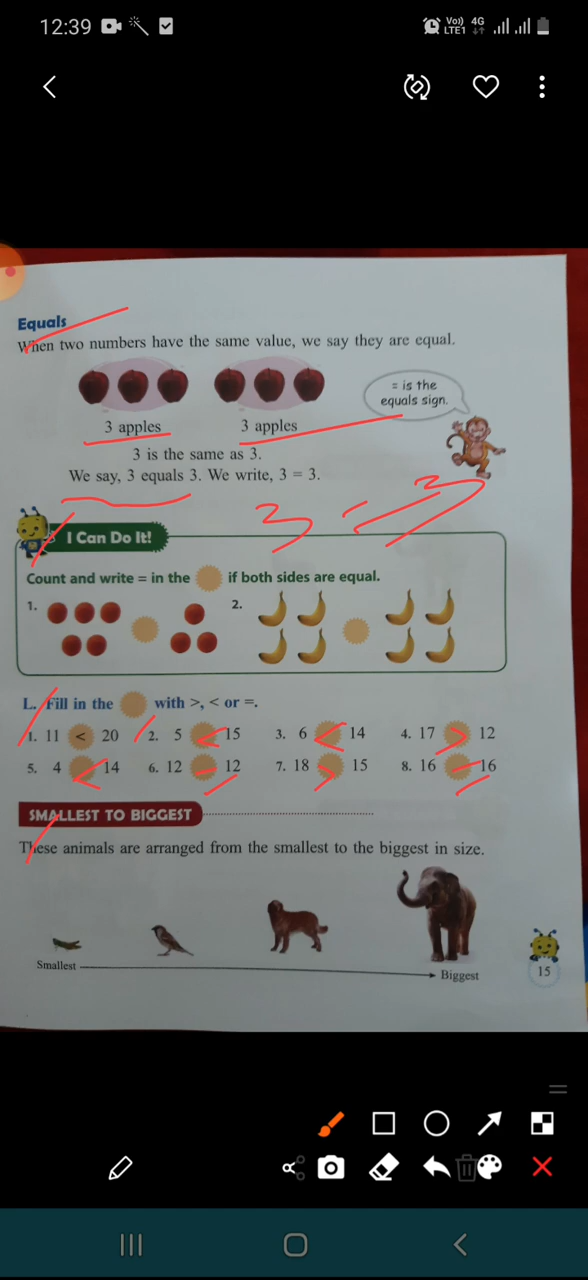 12:39
Vo)) 4G
LTE1
Equals
When two numbers have the same value, we say they are equal.
= is the
equals sign.
3 apples 3 apples
3 is the same as 3.
We say, 3 equals 3. We write, 3 = 3.
3 = 3
I Can Do It!
Count and write = in the if both sides are equal.
1. 2.
L. Fill in the with >, < or =.
1. 11 < 20 2. 5 < 15 3. 6 < 14 4. 17 > 12
5. 4 < 14 6. 12 = 12 7. 18 > 15 8. 16 = 16
SMALLEST TO BIGGEST
These animals are arranged from the smallest to the biggest in size.
Smallest Biggest
15